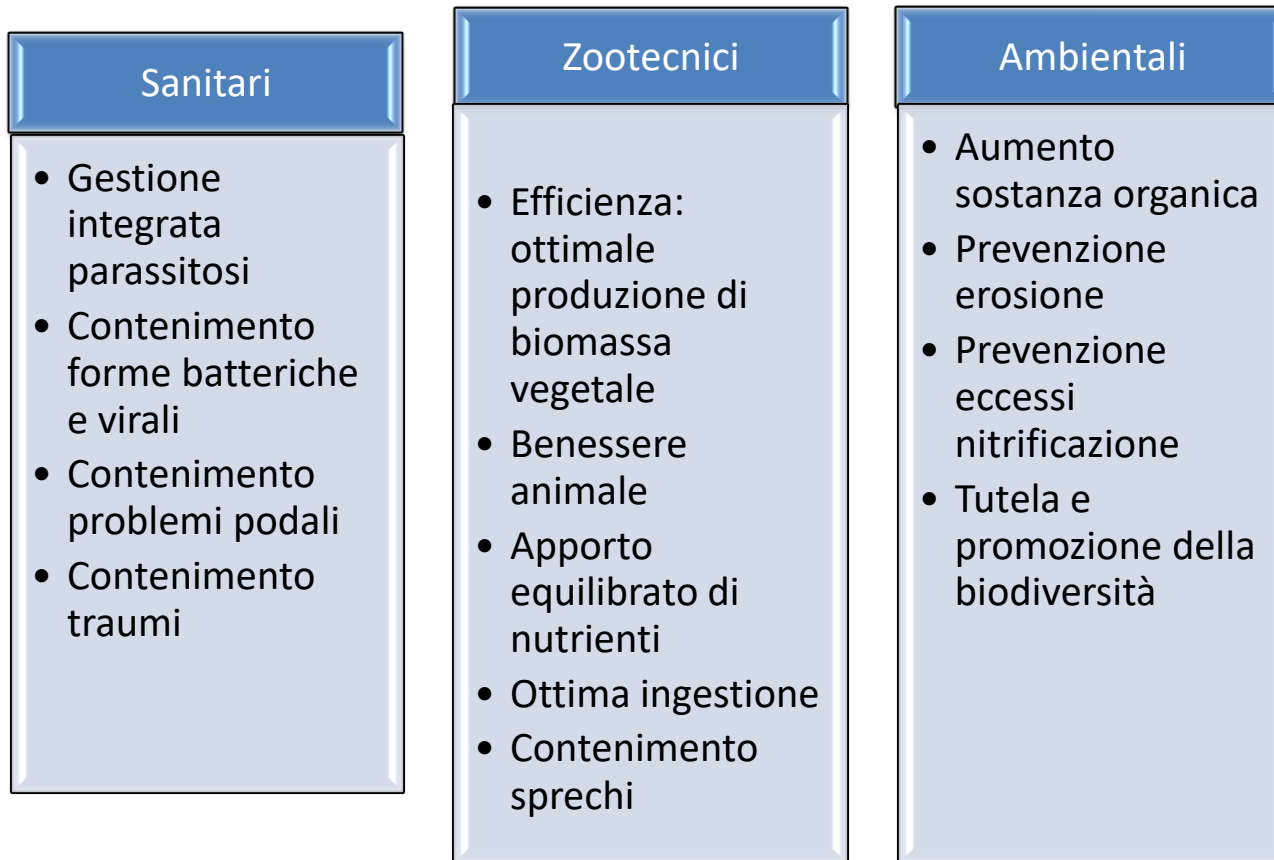 Sanitari
• Gestione
integrata
parassitosi
• Contenimento
forme batteriche
e virali
• Contenimento
problemi podali
• Contenimento
traumi
Zootecnici
• Efficienza:
ottimale
produzione di
biomassa
vegetale
• Benessere
animale
• Apporto
equilibrato di
nutrienti
• Ottima ingestione
• Contenimento
sprechi
Ambientali
• Aumento
sostanza organica
• Prevenzione
erosione
• Prevenzione
eccessi
nitrificazione
• Tutela e
promozione della
biodiversità